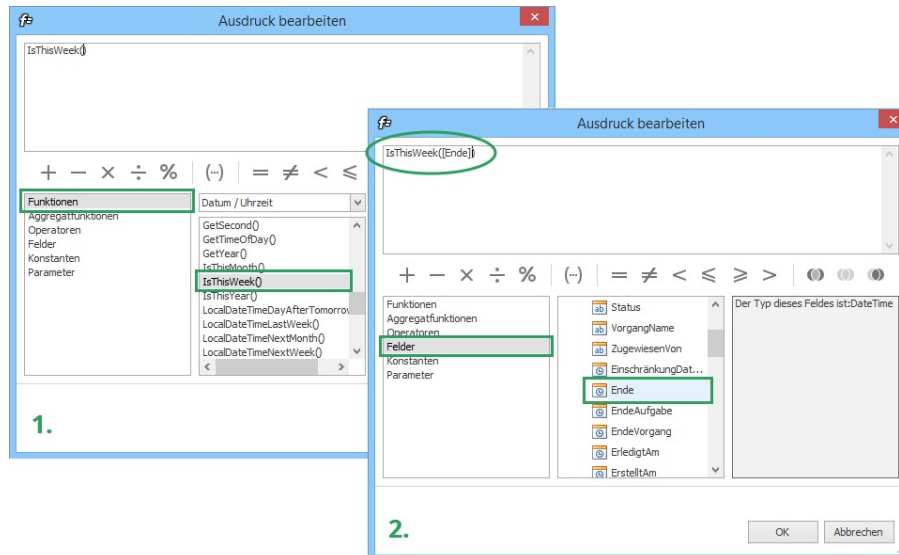 Ausdruck bearbeiten
IsThisWeek()
+ − × ÷ % (··) = ≠ < ≤
Funktionen
Aggregatfunktionen
Operatoren
Felder
Konstanten
Parameter
Datum / Uhrzeit
GetSecond()
GetTimeOfDay()
GetYear()
IsThisMonth()
IsThisWeek()
IsThisYear()
LocalDateTimeDayAfterTomorrow
LocalDateTimeLastWeek()
LocalDateTimeNextMonth()
LocalDateTimeNextWeek()
1.
Ausdruck bearbeiten
IsThisWeek([Ende])
+ − × ÷ % (··) = ≠ < ≤ ≥ >
Funktionen
Aggregatfunktionen
Operatoren
Felder
Konstanten
Parameter
Status
VorgangName
ZugewiesenVon
EinschränkungDat...
Ende
EndeAufgabe
EndeVorgang
ErledigtAm
ErstelltAm
Der Typ dieses Feldes ist:DateTime
2.
OK Abbrechen